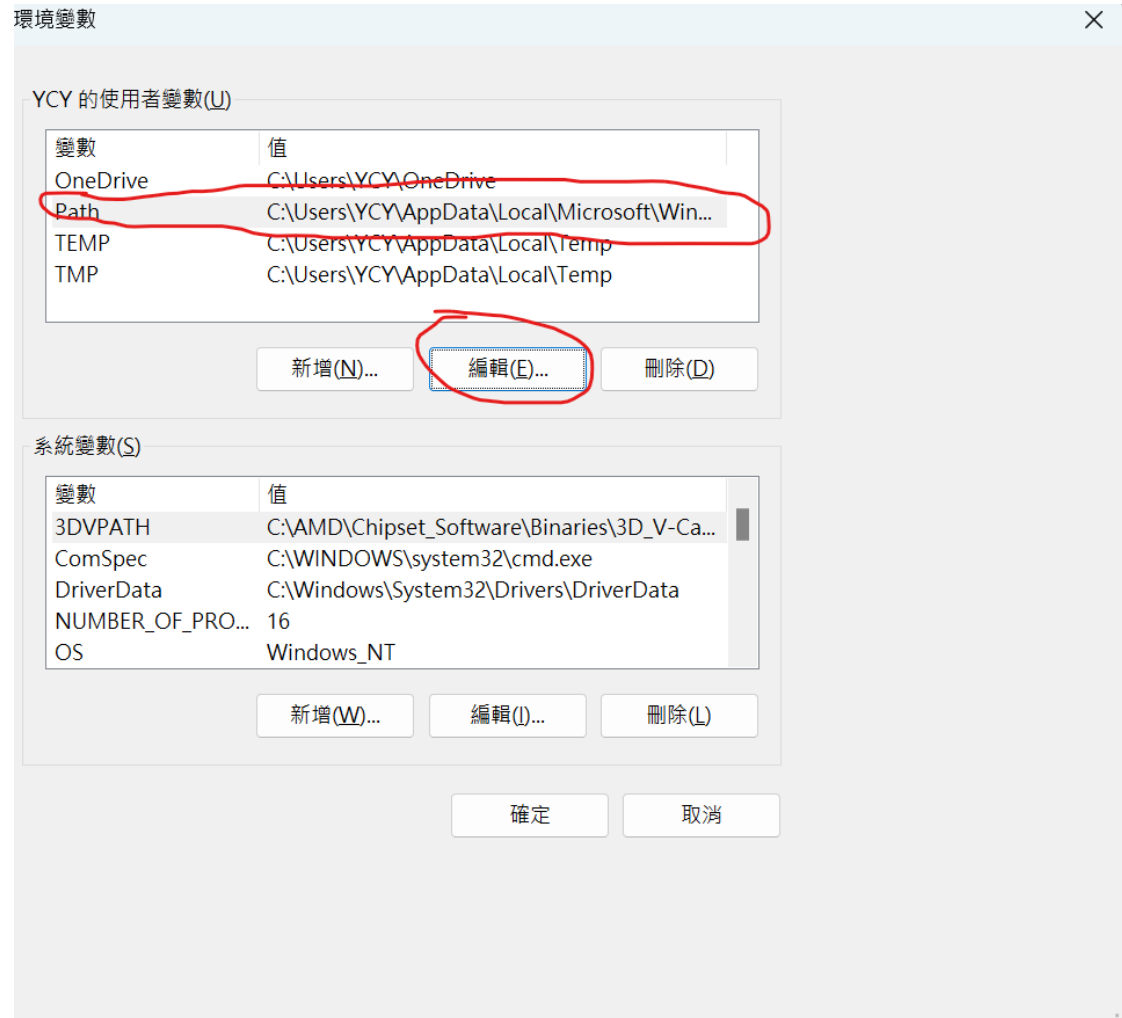 環境變數
YCY 的使用者變數(U)
變數 值
OneDrive C:\Users\YCY\OneDrive
Path C:\Users\YCY\AppData\Local\Microsoft\Win...
TEMP C:\Users\YCY\AppData\Local\Temp
TMP C:\Users\YCY\AppData\Local\Temp
新增(N)... 編輯(E)... 刪除(D)
系統變數(S)
變數 值
3DVPATH C:\AMD\Chipset_Software\Binaries\3D_V-Ca...
ComSpec C:\WINDOWS\system32\cmd.exe
DriverData C:\Windows\System32\Drivers\DriverData
NUMBER_OF_PRO... 16
OS Windows_NT
新增(W)... 編輯(I)... 刪除(L)
確定 取消